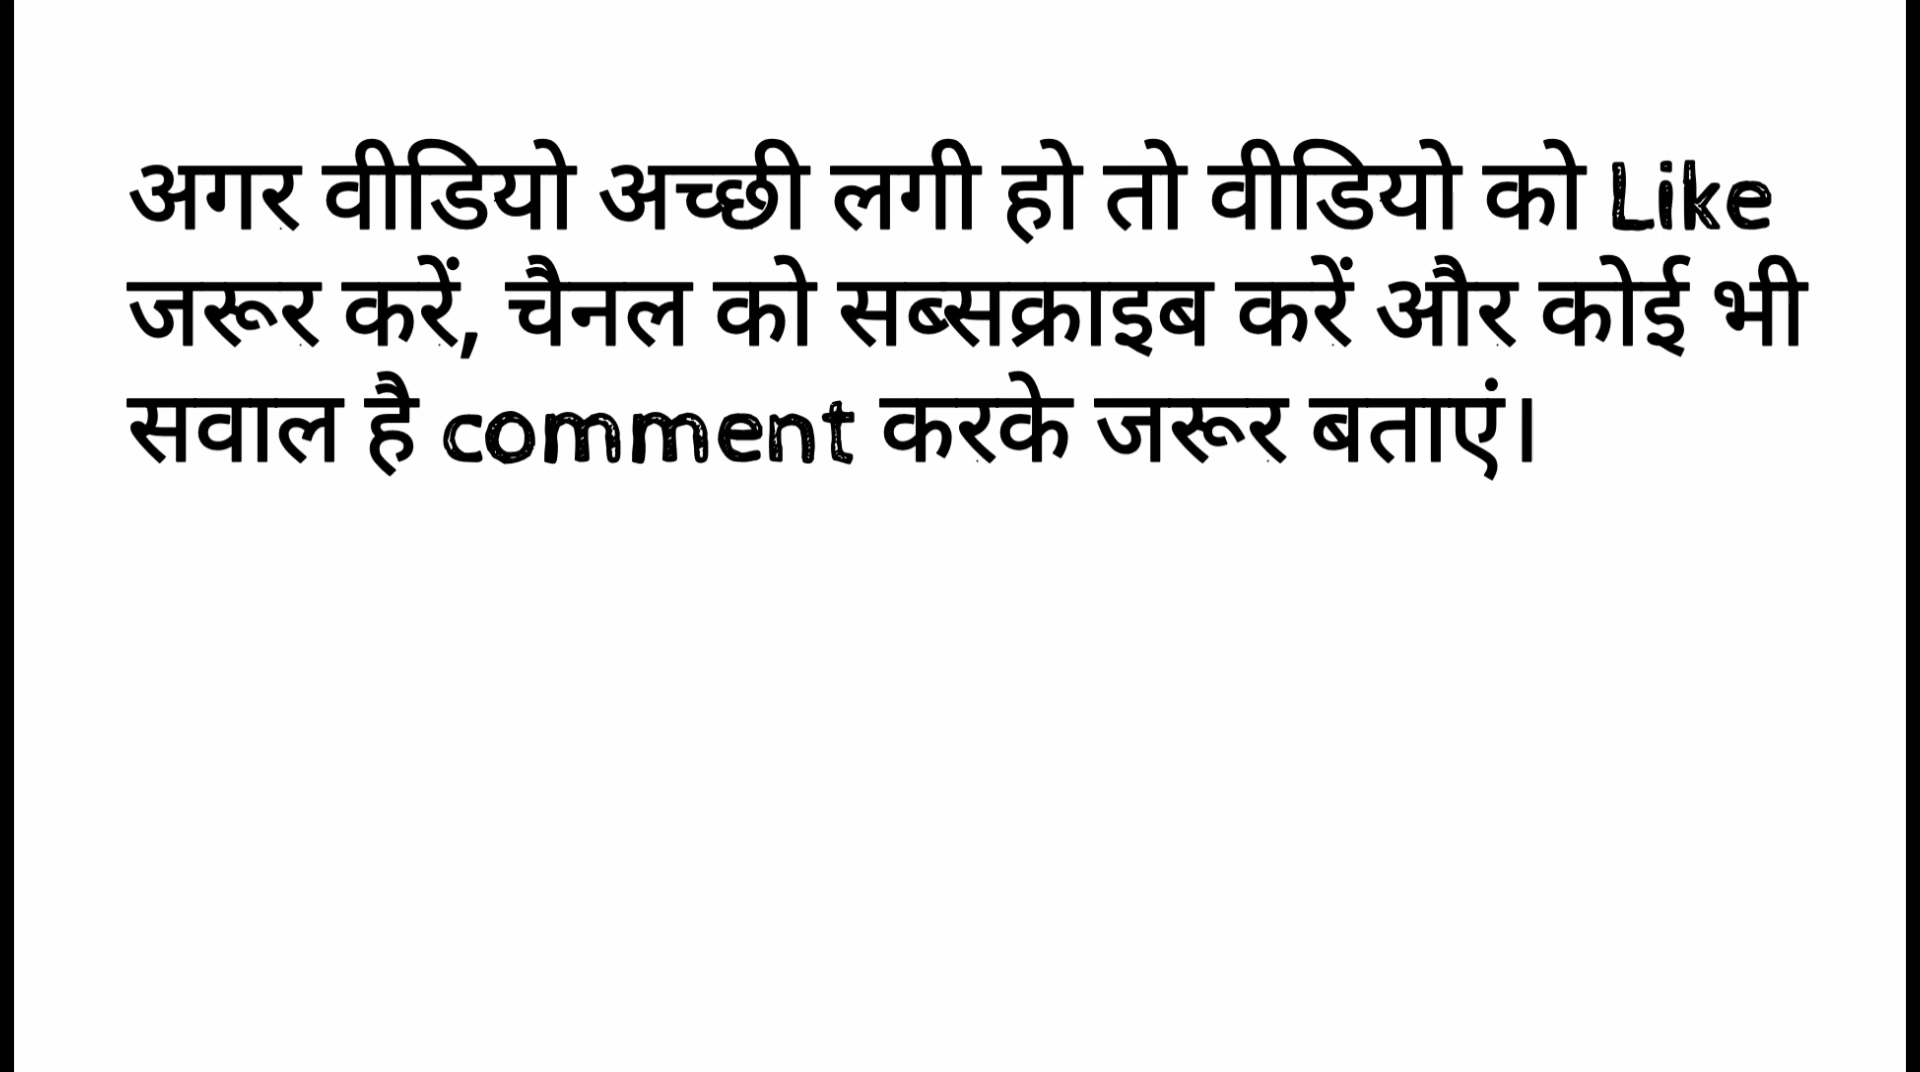 अगर वीडियो अच्छी लगी हो तो वीडियो को Like
जरूर करें, चैनल को सब्सक्राइब करें और कोई भी
सवाल है comment करके जरूर बताएं।